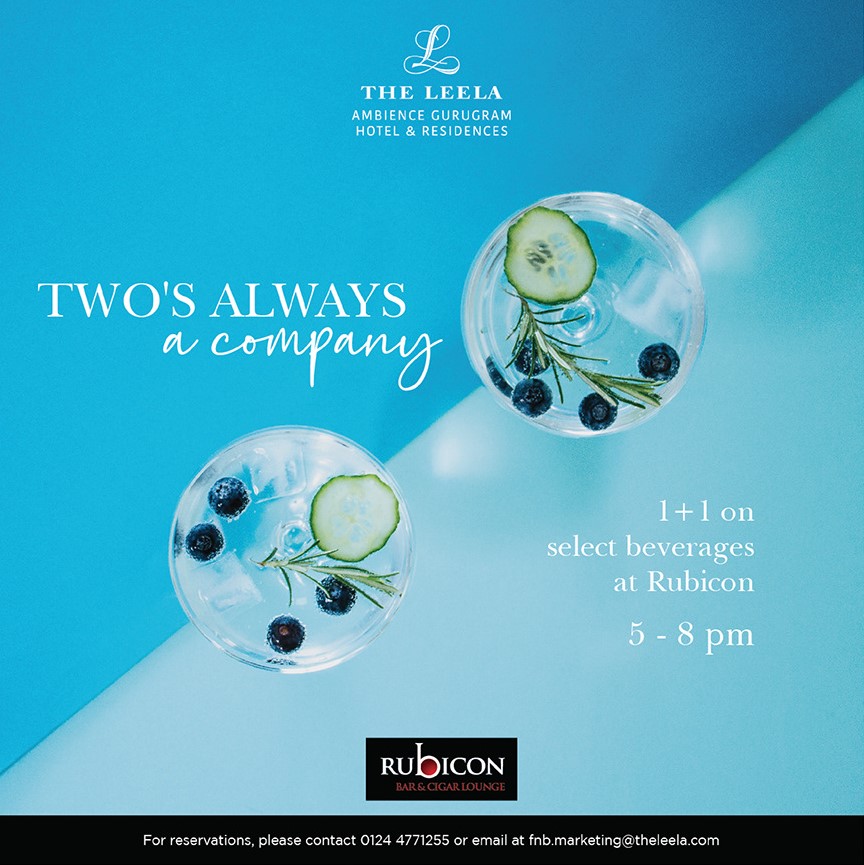 THE LEELA
AMBIENCE GURUGRAM
HOTEL & RESIDENCES
TWO'S ALWAYS
a company
1+1 on
select beverages
at Rubicon
5 - 8 pm
RUbICON
BAR & CIGAR LOUNGE
For reservations, please contact 0124 4771255 or email at fnb.marketing@theleela.com